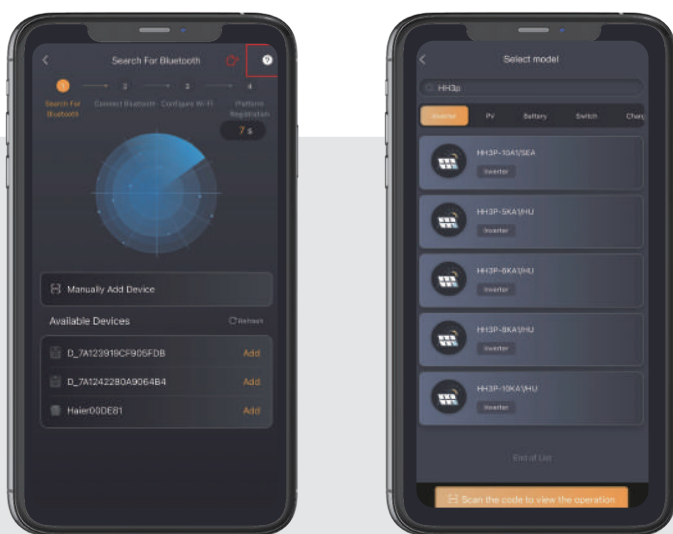 Search For Bluetooth
1
2
3
4
Search For
Bluetooth
Connect Bluetooth
Configure Wi-Fi
Platform
Registration
7 s
Manually Add Device
Available Devices
Refresh
D_7A123919CF905FDB
Add
D_7A1242280A9064B4
Add
Haier00DE81
Add
Select model
HH3p
Inverter
PV
Battery
Switch
Charg
HH3P-10A1/SEA
Inverter
HH3P-5KA1/HU
Inverter
HH3P-6KA1/HU
Inverter
HH3P-8KA1/HU
Inverter
HH3P-10KA1/HU
Inverter
End of List
Scan the code to view the operation